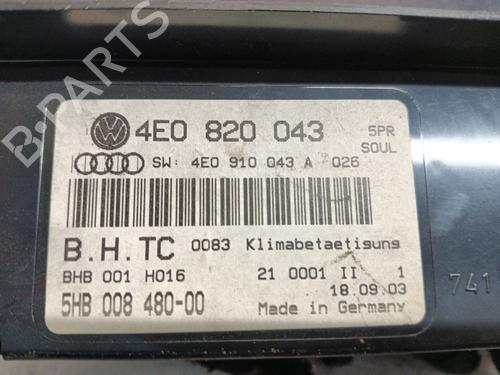 4E0 820 043 5PR
SOUL
SW: 4E0 910 043 A 026
B.H.TC 0083 Klimabetaetisuns
BHB 001 H016 21 0001 II 1
5HB 008 480-00 18.09.03
Made in Germany
741
B-PARTS